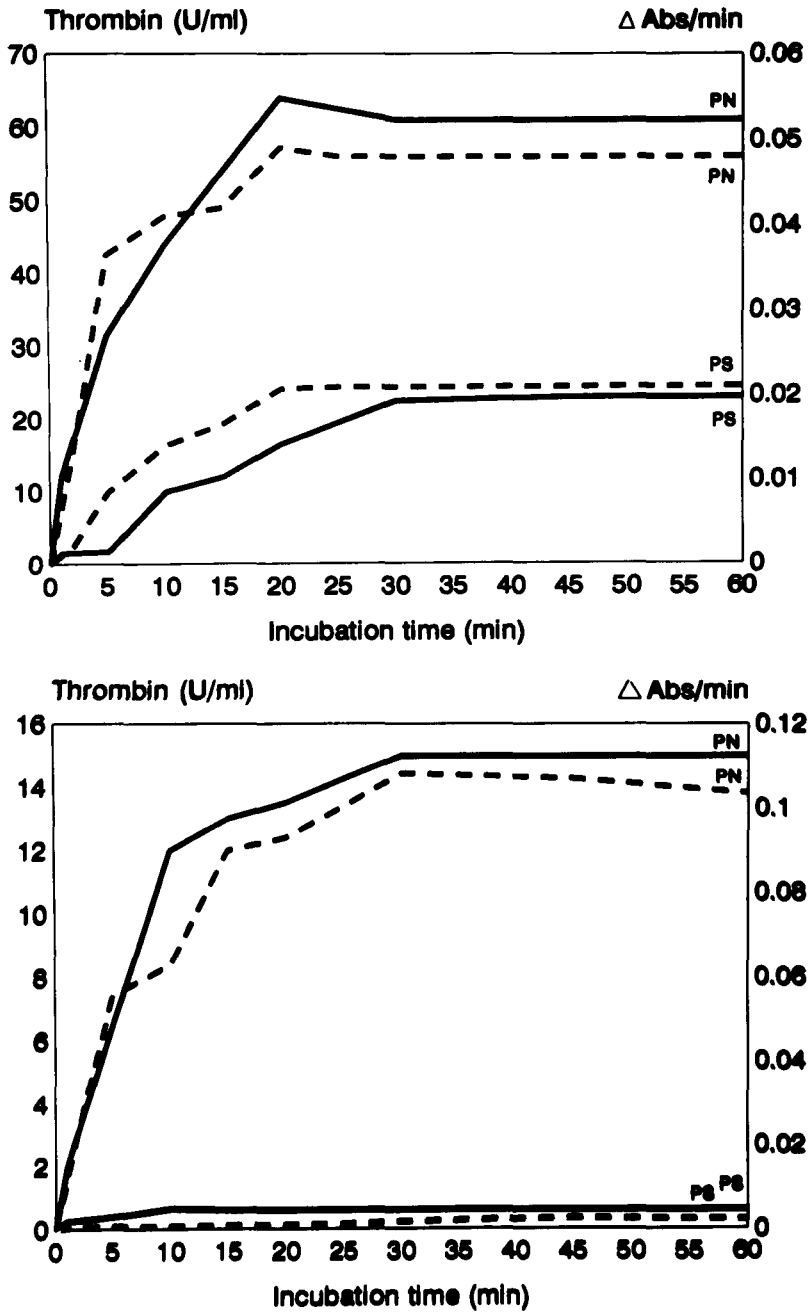 Thrombin (U/ml) Δ Abs/min
70 0.06
60 PN
0.05
PN
50
0.04
40
0.03
30
PS
20 0.02
PS
10 0.01
0 0
0 5 10 15 20 25 30 35 40 45 50 55 60
Incubation time (min)
Thrombin (U/ml) △ Abs/min
16 0.12
PN
14 PN
0.1
12
0.08
10
8 0.06
6
0.04
4
2 0.02
PS PS
0 0
0 5 10 15 20 25 30 35 40 45 50 55 60
Incubation time (min)